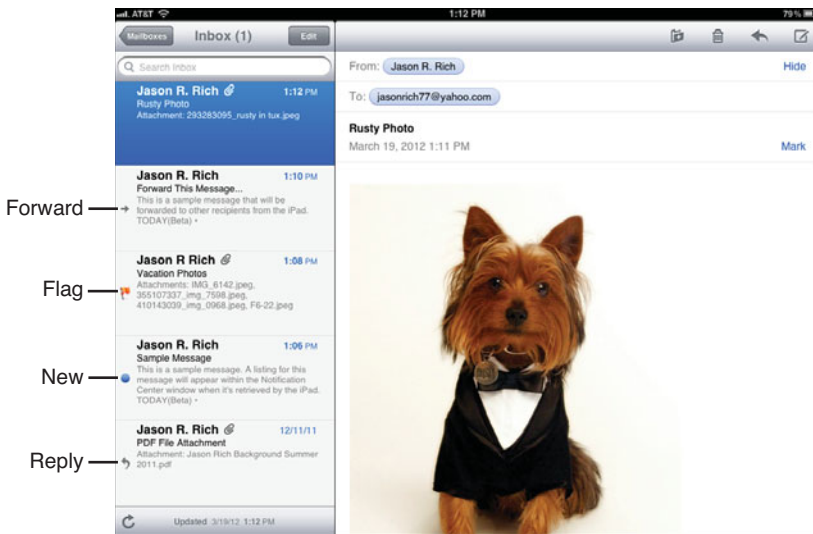 AT&T
1:12 PM
79%
Mailboxes
Inbox (1)
Edit
Search Inbox
Jason R. Rich
1:12 PM
Rusty Photo
Attachment: 293283095_rusty in tux.jpeg
Forward
Jason R. Rich
1:10 PM
Forward This Message...
This is a sample message that will be
forwarded to other recipients from the iPad.
TODAY(Beta) •
Flag
Jason R Rich
1:08 PM
Vacation Photos
Attachments: IMG_6142.jpeg,
355107337_img_7598.jpeg,
410143039_img_0968.jpeg, F6-22.jpeg
New
Jason R. Rich
1:06 PM
Sample Message
This is a sample message. A listing for this
message will appear within the Notification
Center window when it's retrieved by the iPad.
TODAY(Beta) •
Reply
Jason R. Rich
12/11/11
PDF File Attachment
Attachment: Jason Rich Background Summer
2011.pdf
Updated 3/19/12 1:12 PM
From: Jason R. Rich
Hide
To: jasonrich77@yahoo.com
Rusty Photo
March 19, 2012 1:11 PM
Mark